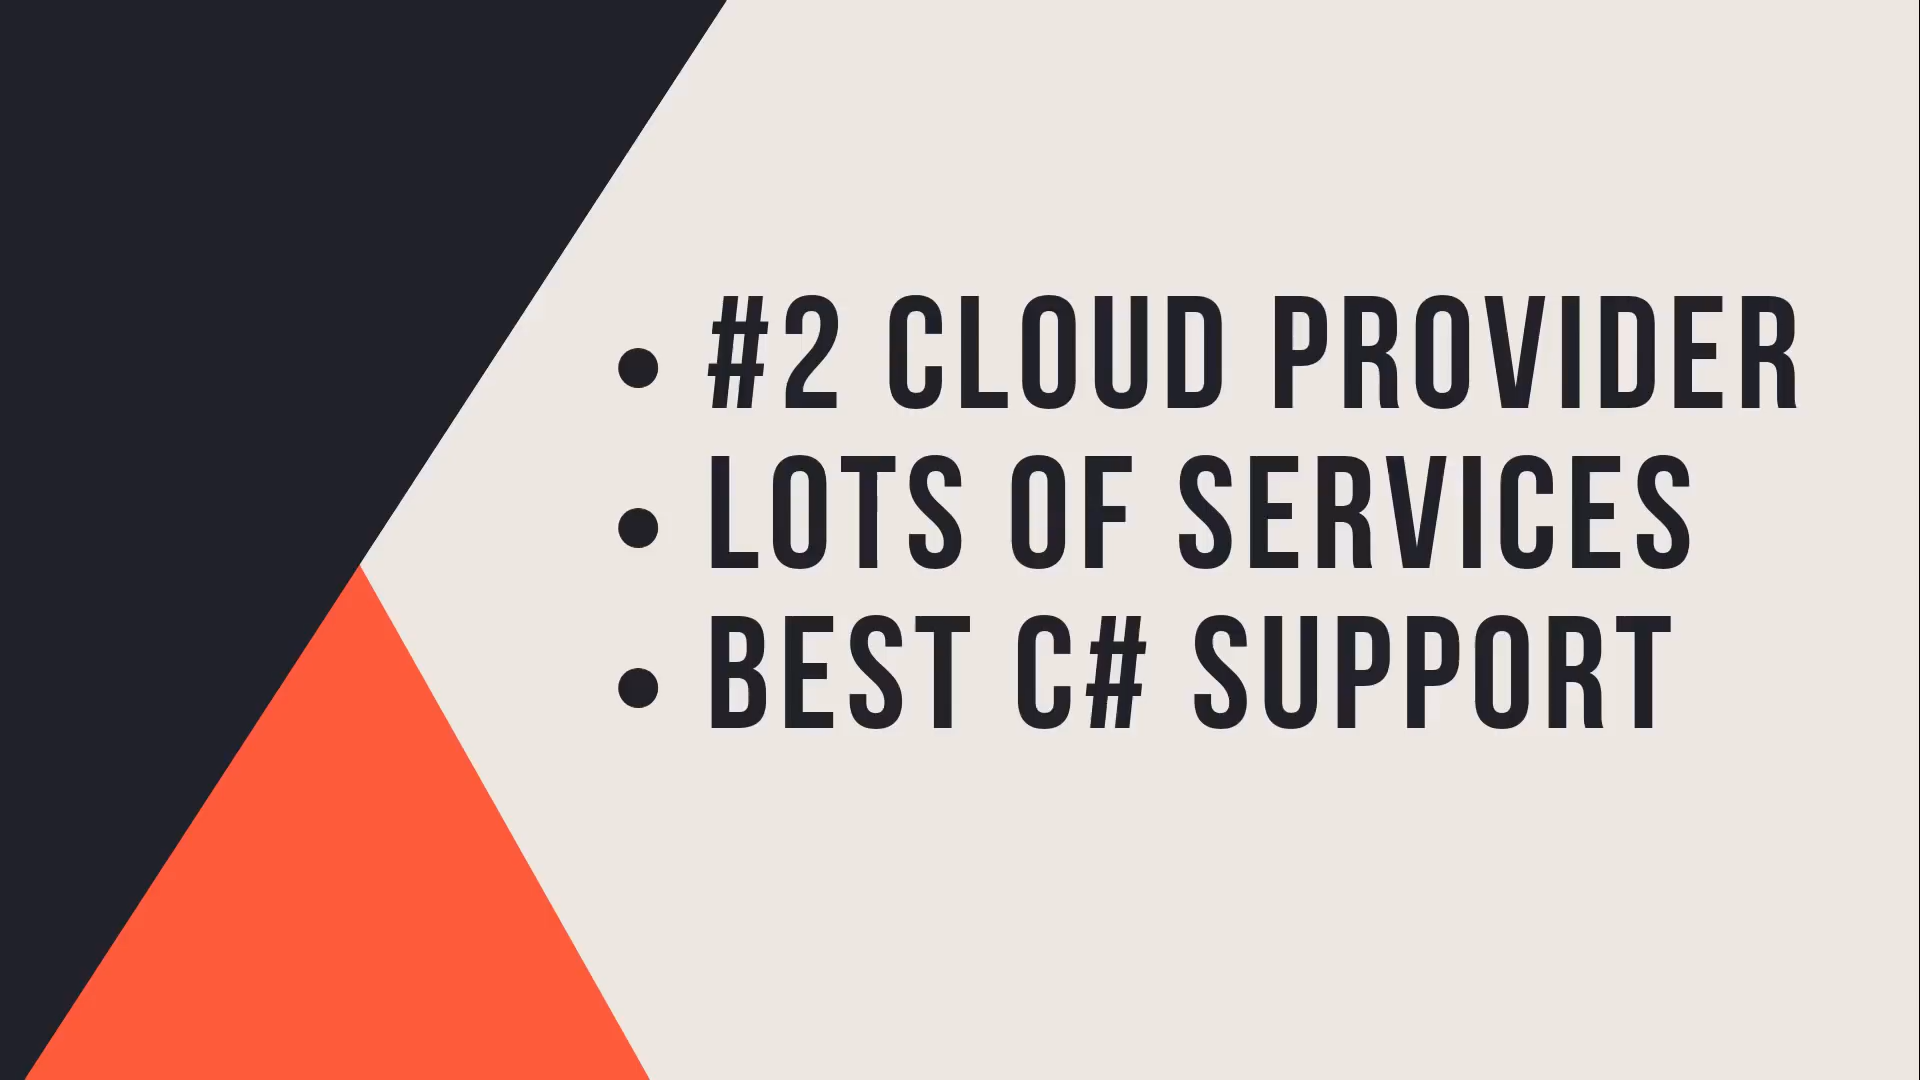 • #2 CLOUD PROVIDER
• LOTS OF SERVICES
• BEST C# SUPPORT